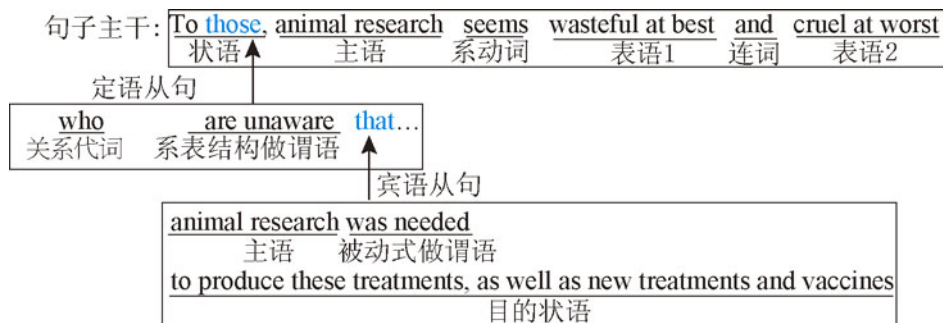 句子主干: To those, animal research seems wasteful at best and cruel at worst
状语 主语 系动词 表语1 连词 表语2
定语从句
who are unaware that…
关系代词 系表结构做谓语
宾语从句
animal research was needed
主语 被动式做谓语
to produce these treatments, as well as new treatments and vaccines
目的状语